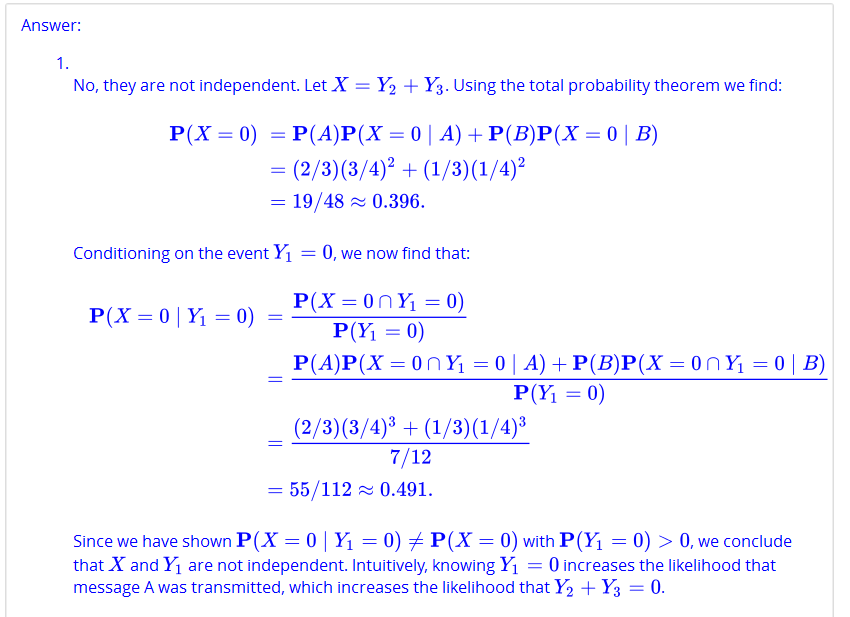 Answer:
1.
No, they are not independent. Let X = Y₂ + Y₃. Using the total probability theorem we find:
P(X = 0) = P(A)P(X = 0 | A) + P(B)P(X = 0 | B)
= (2/3)(3/4)² + (1/3)(1/4)²
= 19/48 ≈ 0.396.
Conditioning on the event Y₁ = 0, we now find that:
P(X = 0 | Y₁ = 0) = P(X = 0 ∩ Y₁ = 0) / P(Y₁ = 0)
= P(A)P(X = 0 ∩ Y₁ = 0 | A) + P(B)P(X = 0 ∩ Y₁ = 0 | B) / P(Y₁ = 0)
= (2/3)(3/4)³ + (1/3)(1/4)³ / 7/12
= 55/112 ≈ 0.491.
Since we have shown P(X = 0 | Y₁ = 0) ≠ P(X = 0) with P(Y₁ = 0) > 0, we conclude
that X and Y₁ are not independent. Intuitively, knowing Y₁ = 0 increases the likelihood that
message A was transmitted, which increases the likelihood that Y₂ + Y₃ = 0.